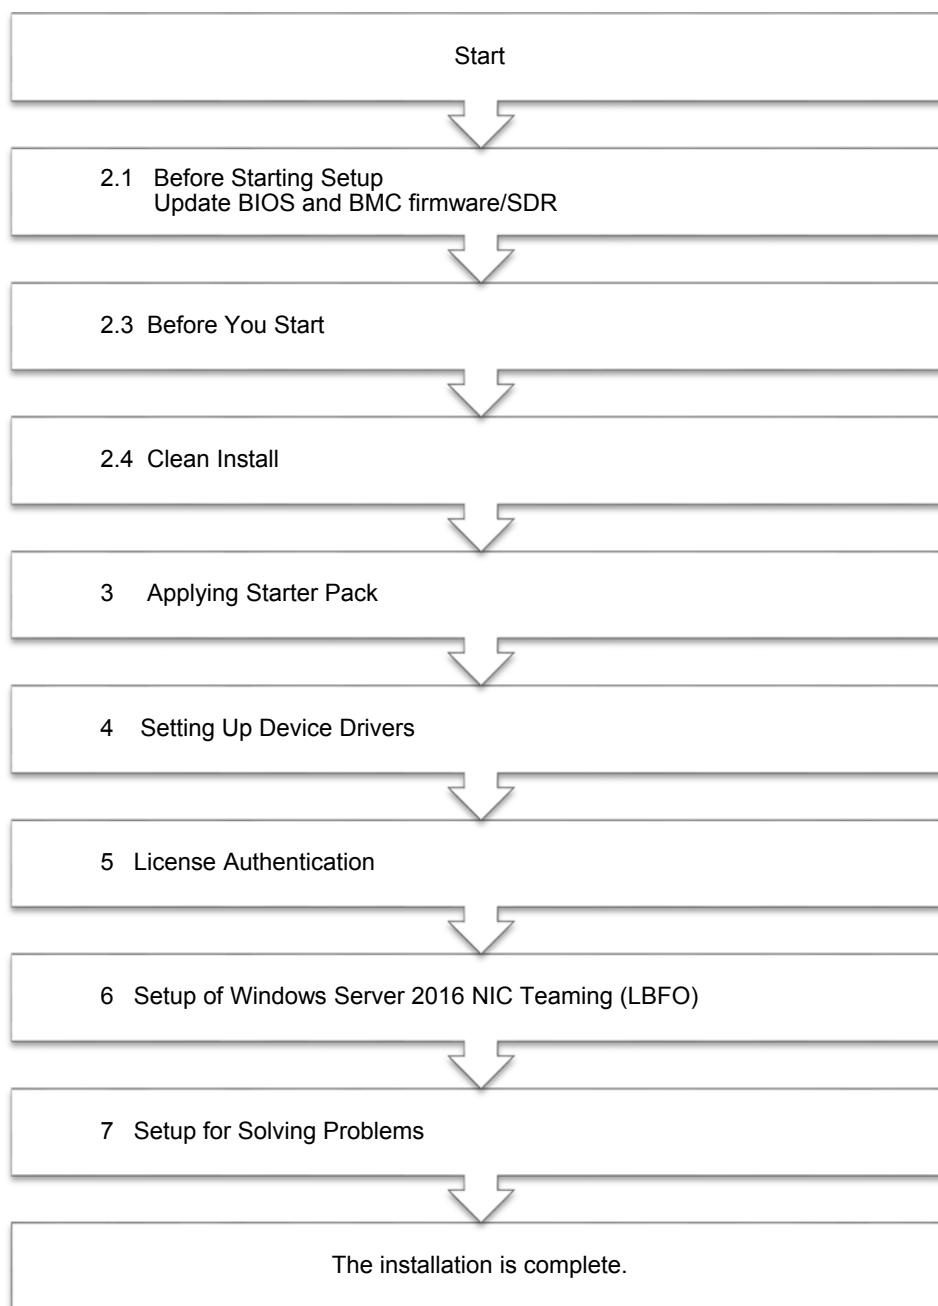 Start
2.1 Before Starting Setup
Update BIOS and BMC firmware/SDR
2.3 Before You Start
2.4 Clean Install
3 Applying Starter Pack
4 Setting Up Device Drivers
5 License Authentication
6 Setup of Windows Server 2016 NIC Teaming (LBFO)
7 Setup for Solving Problems
The installation is complete.